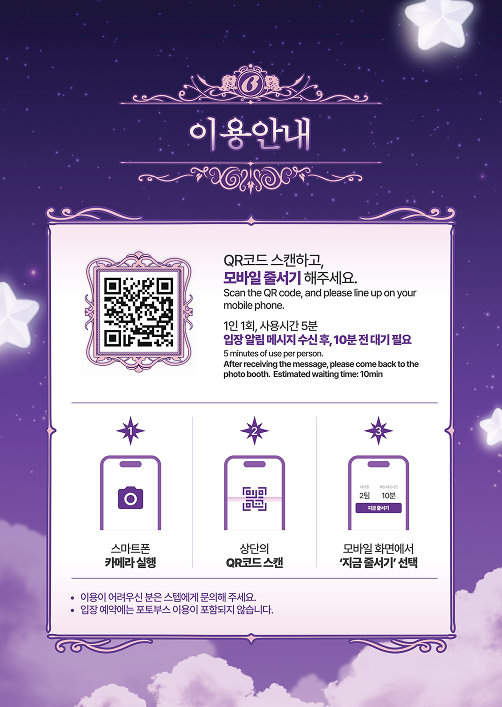 이용안내
QR코드 스캔하고,
모바일 줄서기 해주세요.
Scan the QR code, and please line up on your
mobile phone.
1인 1회, 사용시간 5분
입장 알림 메시지 수신 후, 10분 전 대기 필요
5 minutes of use per person.
After receiving the message, please come back to the
photo booth. Estimated waiting time: 10min
1
2
3
2팀 10분
지금 줄서기
스마트폰
카메라 실행
상단의
QR코드 스캔
모바일 화면에서
‘지금 줄서기’ 선택
• 이용이 어려우신 분은 스텝에게 문의해 주세요.
• 입장 예약에는 포토부스 이용이 포함되지 않습니다.